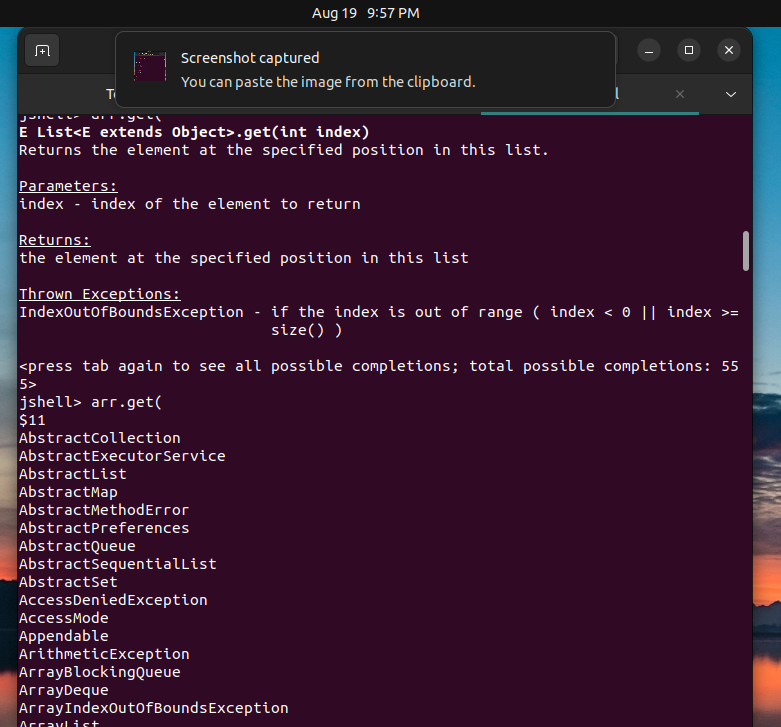 Aug 19 9:57 PM
Screenshot captured
You can paste the image from the clipboard.
jshell> arr.get(
E List<E extends Object>.get(int index)
Returns the element at the specified position in this list.
Parameters:
index - index of the element to return
Returns:
the element at the specified position in this list
Thrown Exceptions:
IndexOutOfBoundsException - if the index is out of range ( index < 0 || index >=
size() )
<press tab again to see all possible completions; total possible completions: 55
5>
jshell> arr.get(
$11
AbstractCollection
AbstractExecutorService
AbstractList
AbstractMap
AbstractMethodError
AbstractPreferences
AbstractQueue
AbstractSequentialList
AbstractSet
AccessDeniedException
AccessMode
Appendable
ArithmeticException
ArrayBlockingQueue
ArrayDeque
ArrayIndexOutOfBoundsException
ArrayList